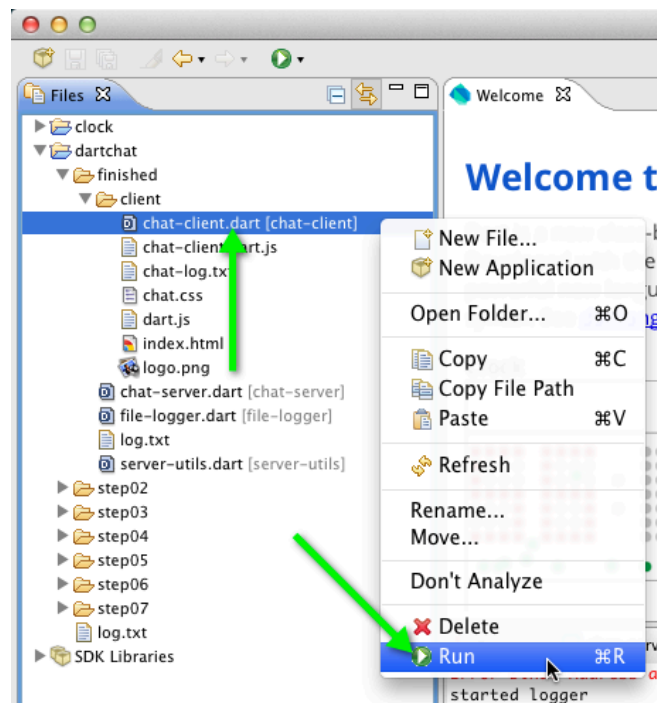 Files
Welcome
clock
dartchat
finished
client
chat-client.dart [chat-client]
chat-client.dart.js
chat-log.txt
chat.css
dart.js
index.html
logo.png
chat-server.dart [chat-server]
file-logger.dart [file-logger]
log.txt
server-utils.dart [server-utils]
step02
step03
step04
step05
step06
step07
log.txt
SDK Libraries
Welcome t
New File...
New Application
Open Folder... ⌘O
Copy ⌘C
Copy File Path
Paste ⌘V
Refresh
Rename...
Move...
Don't Analyze
Delete
Run ⌘R
started logger